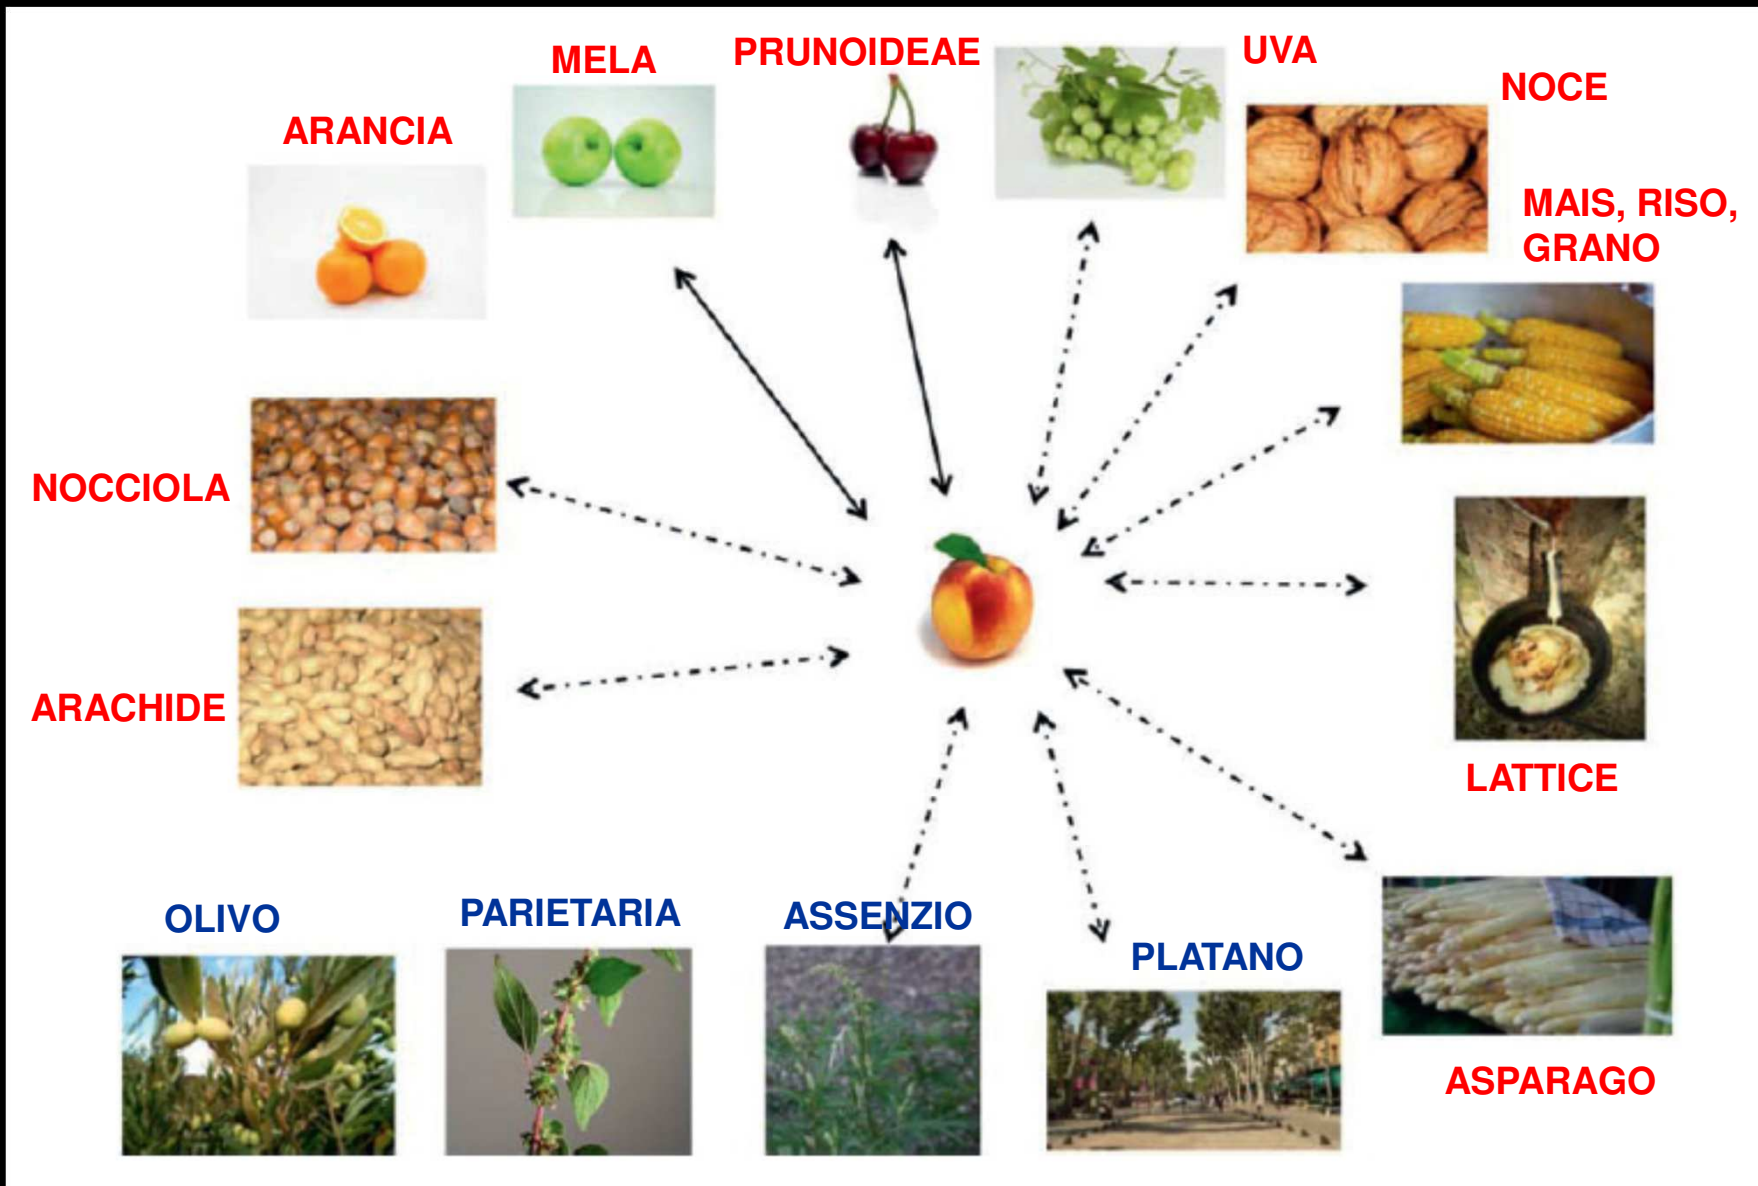 MELA
PRUNOIDEAE
UVA
NOCE
ARANCIA
MAIS, RISO,
GRANO
NOCCIOLA
ARACHIDE
LATTICE
OLIVO
PARIETARIA
ASSENZIO
PLATANO
ASPARAGO